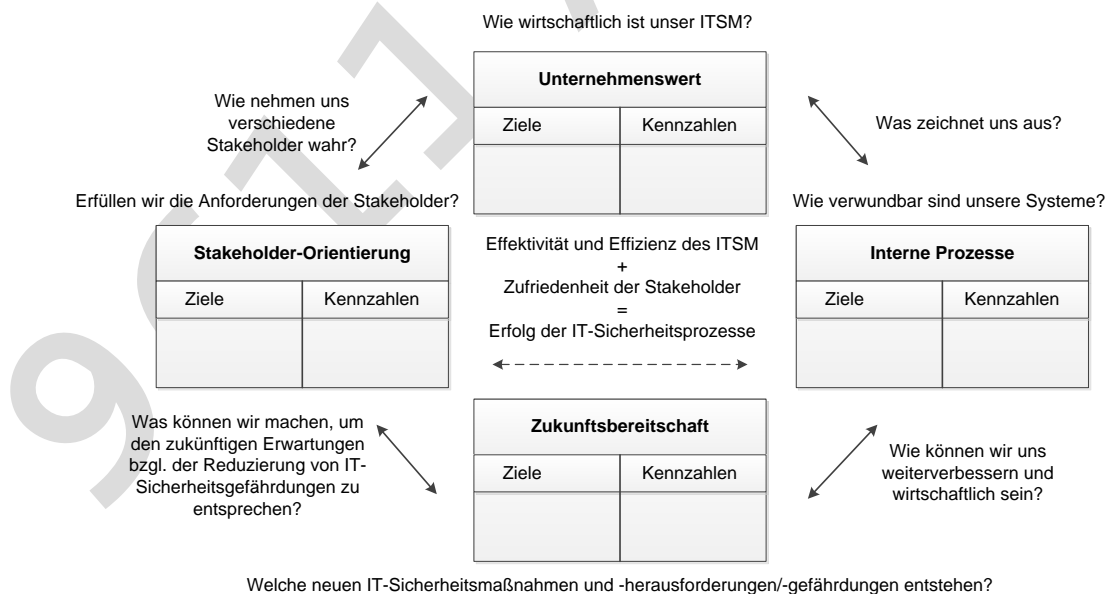 Wie wirtschaftlich ist unser ITSM?
Unternehmenswert
Ziele Kennzahlen
Wie nehmen uns
verschiedene
Stakeholder wahr?
Was zeichnet uns aus?
Erfüllen wir die Anforderungen der Stakeholder?
Stakeholder-Orientierung
Ziele Kennzahlen
Effektivität und Effizienz des ITSM
+
Zufriedenheit der Stakeholder
=
Erfolg der IT-Sicherheitsprozesse
Wie verwundbar sind unsere Systeme?
Interne Prozesse
Ziele Kennzahlen
Was können wir machen, um
den zukünftigen Erwartungen
bzgl. der Reduzierung von IT-
Sicherheitsgefährdungen zu
entsprechen?
Zukunftsbereitschaft
Ziele Kennzahlen
Wie können wir uns
weiterverbessern und
wirtschaftlich sein?
Welche neuen IT-Sicherheitsmaßnahmen und -herausforderungen/-gefährdungen entstehen?